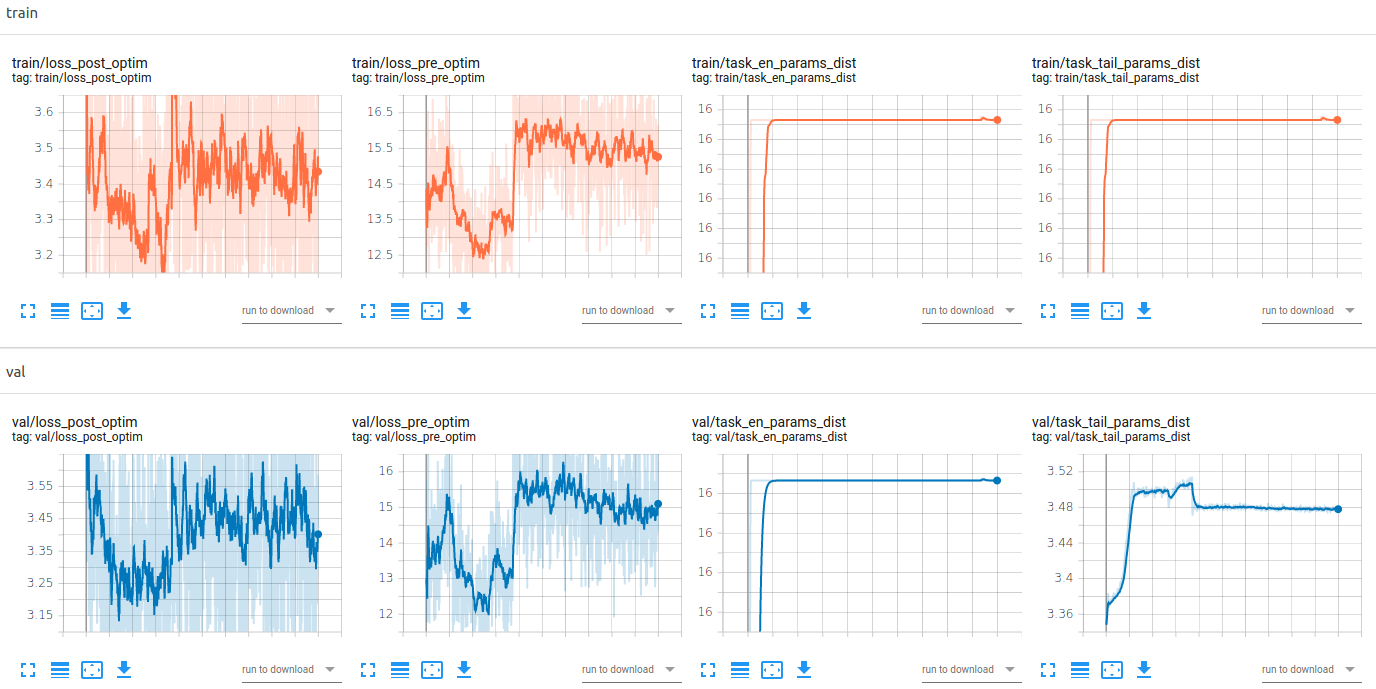 train
train/loss_post_optim
tag: train/loss_post_optim
3.6
3.5
3.4
3.3
3.2
run to download
train/loss_pre_optim
tag: train/loss_pre_optim
16.5
15.5
14.5
13.5
12.5
run to download
train/task_en_params_dist
tag: train/task_en_params_dist
16
16
16
16
16
16
run to download
train/task_tail_params_dist
tag: train/task_tail_params_dist
16
16
16
16
16
16
run to download
val
val/loss_post_optim
tag: val/loss_post_optim
3.55
3.45
3.35
3.25
3.15
run to download
val/loss_pre_optim
tag: val/loss_pre_optim
16
15
14
13
12
run to download
val/task_en_params_dist
tag: val/task_en_params_dist
16
16
16
16
run to download
val/task_tail_params_dist
tag: val/task_tail_params_dist
3.52
3.48
3.44
3.4
3.36
run to download